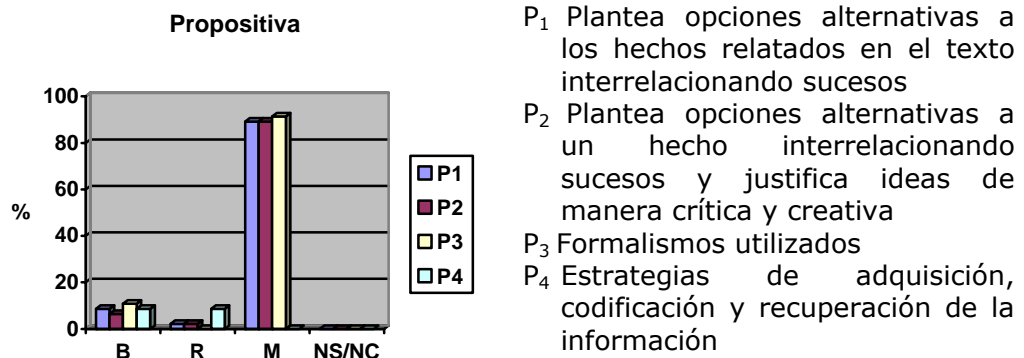 Propositiva
100
80
60
40
20
0
%
B R M NS/NC
P1
P2
P3
P4
P1 Plantea opciones alternativas a
los hechos relatados en el texto
interrelacionando sucesos
P2 Plantea opciones alternativas a
un hecho interrelacionando
sucesos y justifica ideas de
manera crítica y creativa
P3 Formalismos utilizados
P4 Estrategias de adquisición,
codificación y recuperación de la
información